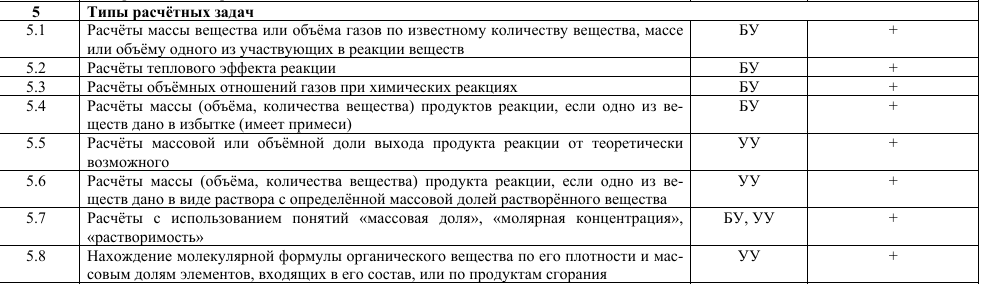 5 Типы расчётных задач
5.1 Расчёты массы вещества или объёма газов по известному количеству вещества, массе БУ +
или объёму одного из участвующих в реакции веществ
5.2 Расчёты теплового эффекта реакции БУ +
5.3 Расчёты объёмных отношений газов при химических реакциях БУ +
5.4 Расчёты массы (объёма, количества вещества) продуктов реакции, если одно из ве- БУ +
ществ дано в избытке (имеет примеси)
5.5 Расчёты массовой или объёмной доли выхода продукта реакции от теоретически УУ +
возможного
5.6 Расчёты массы (объёма, количества вещества) продукта реакции, если одно из ве- УУ +
ществ дано в виде раствора с определённой массовой долей растворённого вещества
5.7 Расчёты с использованием понятий «массовая доля», «молярная концентрация», БУ, УУ +
«растворимость»
5.8 Нахождение молекулярной формулы органического вещества по его плотности и мас- УУ +
совым долям элементов, входящих в его состав, или по продуктам сгорания